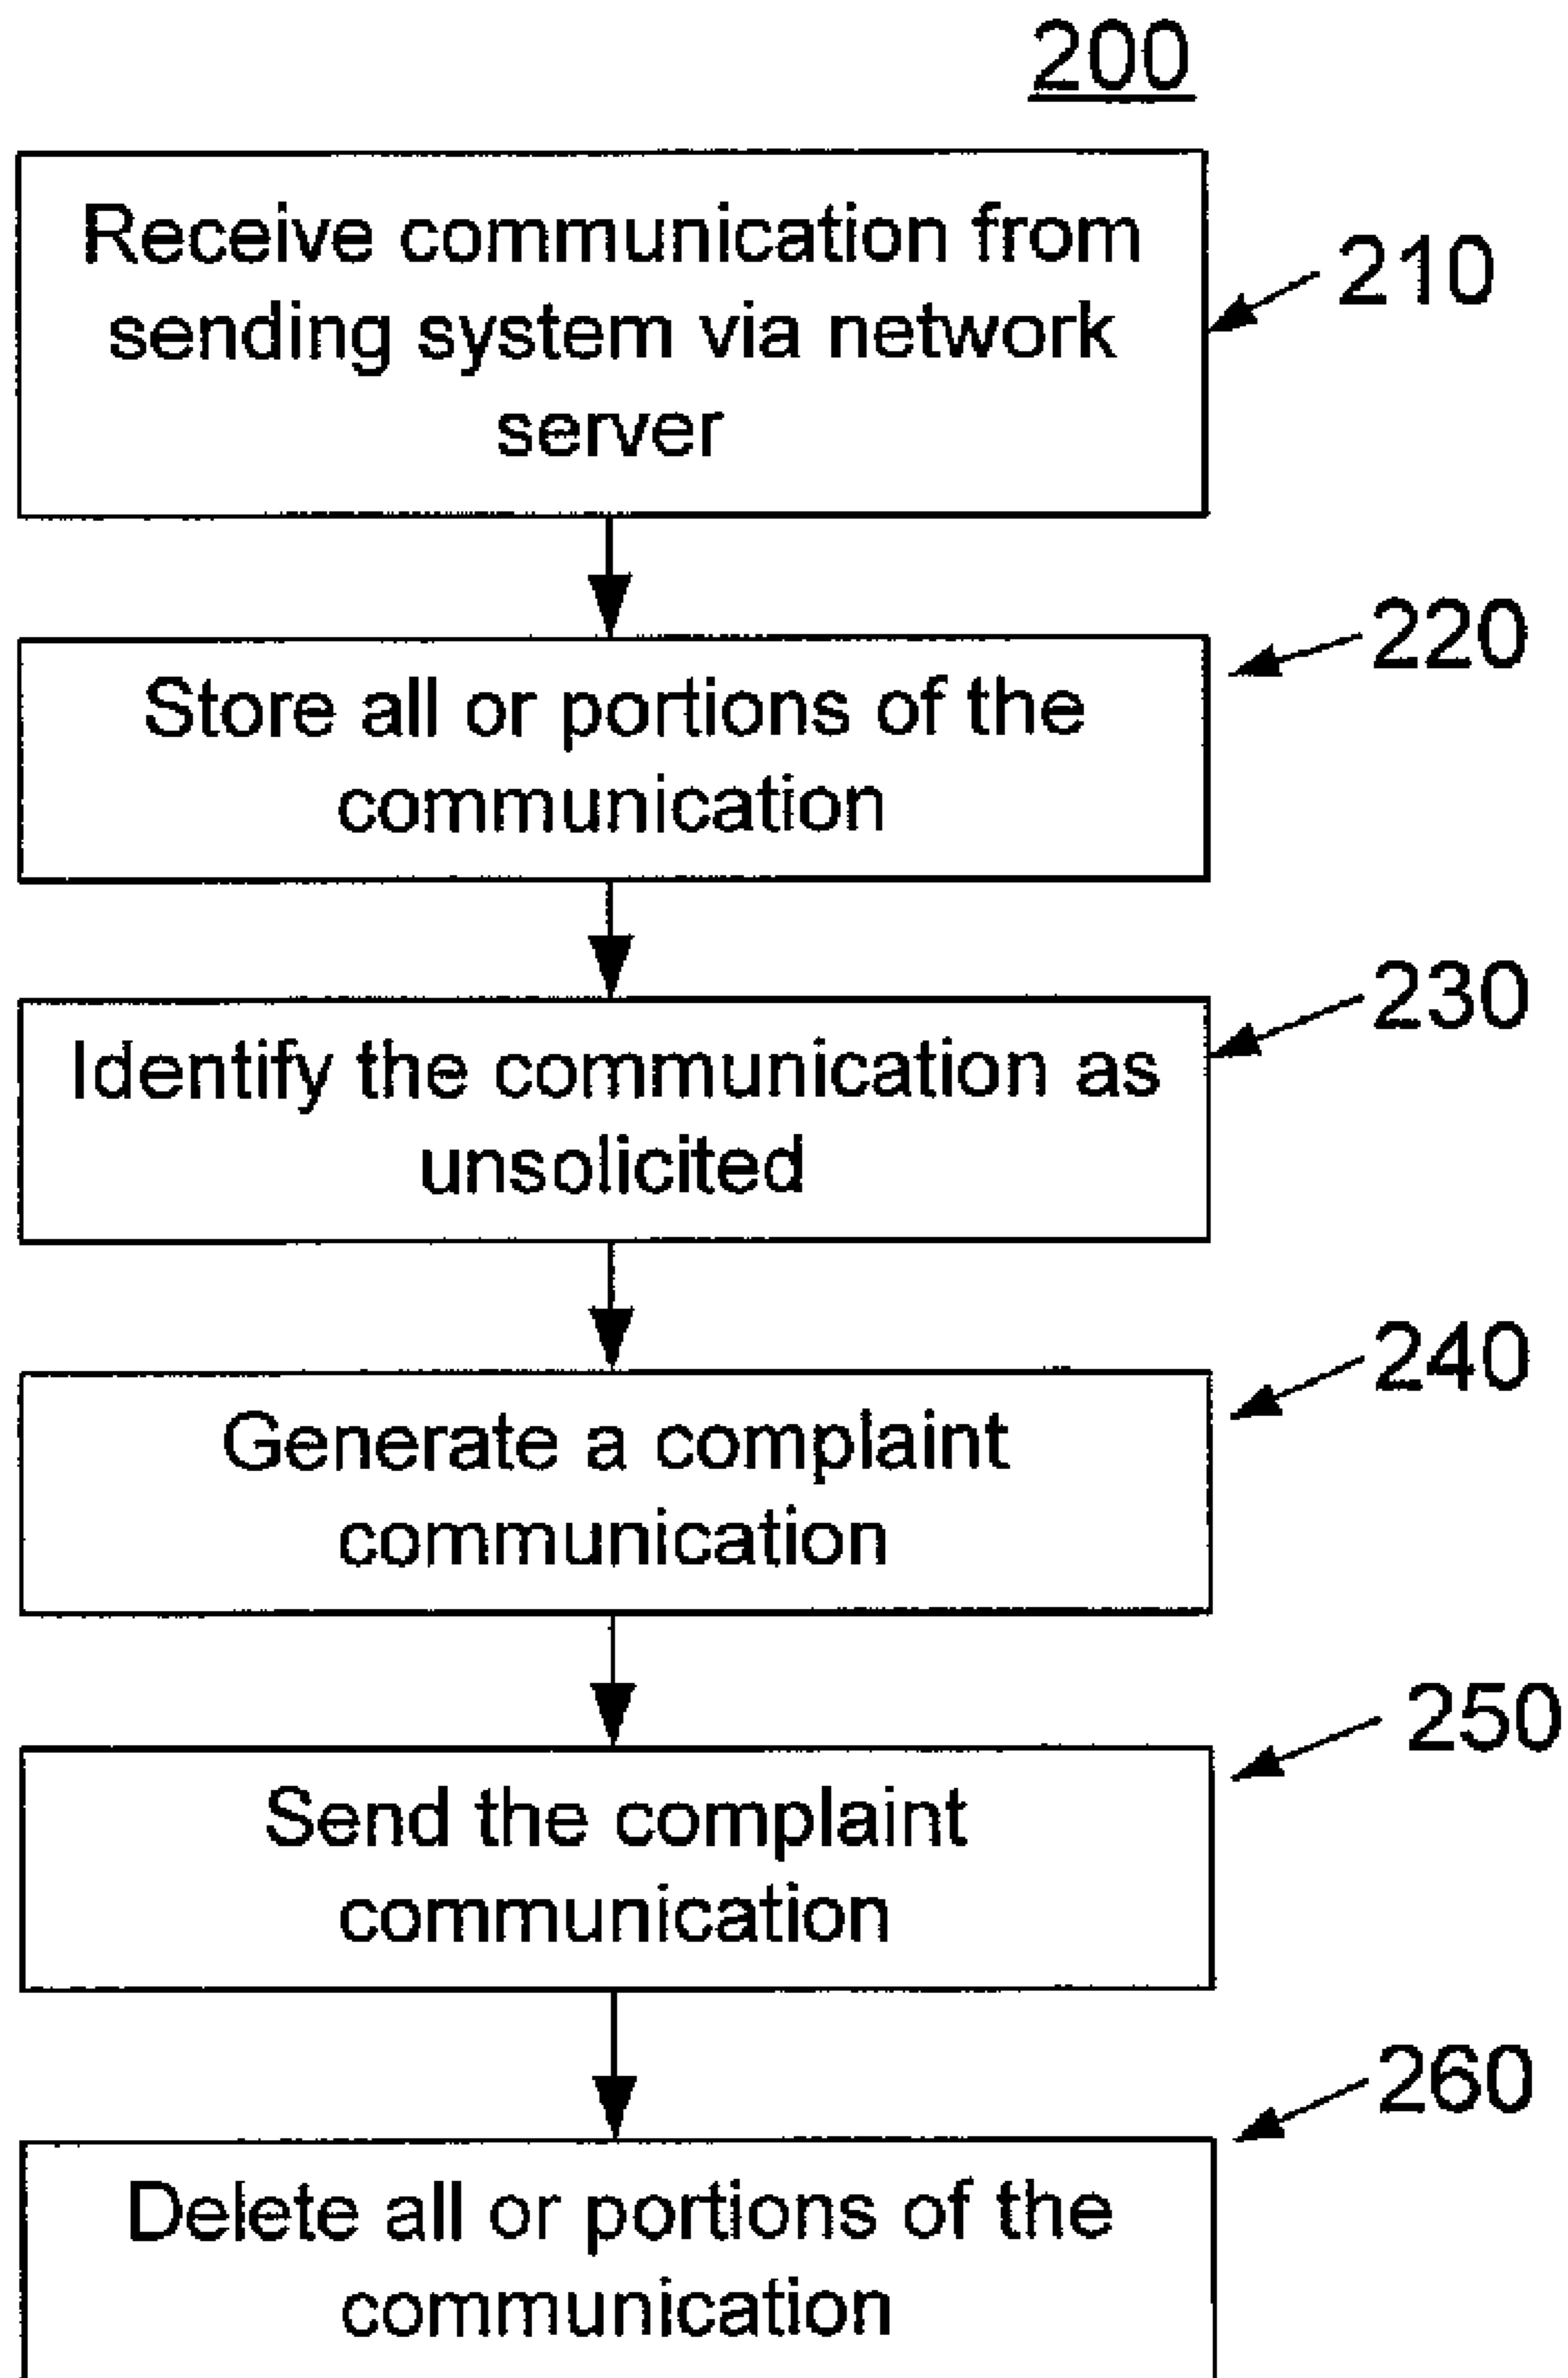 200
Receive communication from
sending system via network
server
210
Store all or portions of the
communication
220
Identify the communication as
unsolicited
230
Generate a complaint
communication
240
Send the complaint
communication
250
Delete all or portions of the
communication
260